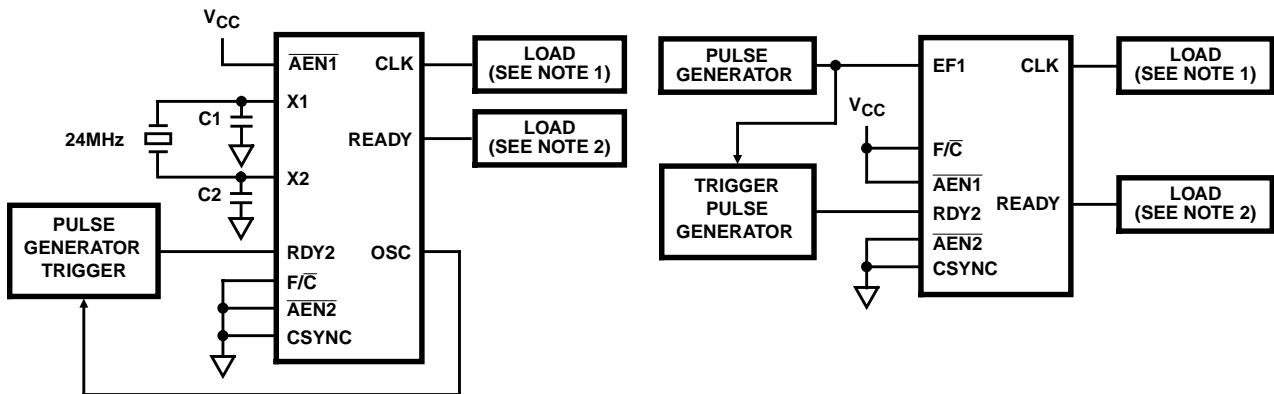 VCC
AEN1
X1
C1
24MHz
X2
C2
PULSE
GENERATOR
TRIGGER
RDY2
F/C
AEN2
CSYNC
CLK
READY
OSC
LOAD
(SEE NOTE 1)
LOAD
(SEE NOTE 2)
PULSE
GENERATOR
VCC
TRIGGER
PULSE
GENERATOR
EF1
F/C
AEN1
RDY2
AEN2
CSYNC
CLK
READY
LOAD
(SEE NOTE 1)
LOAD
(SEE NOTE 2)